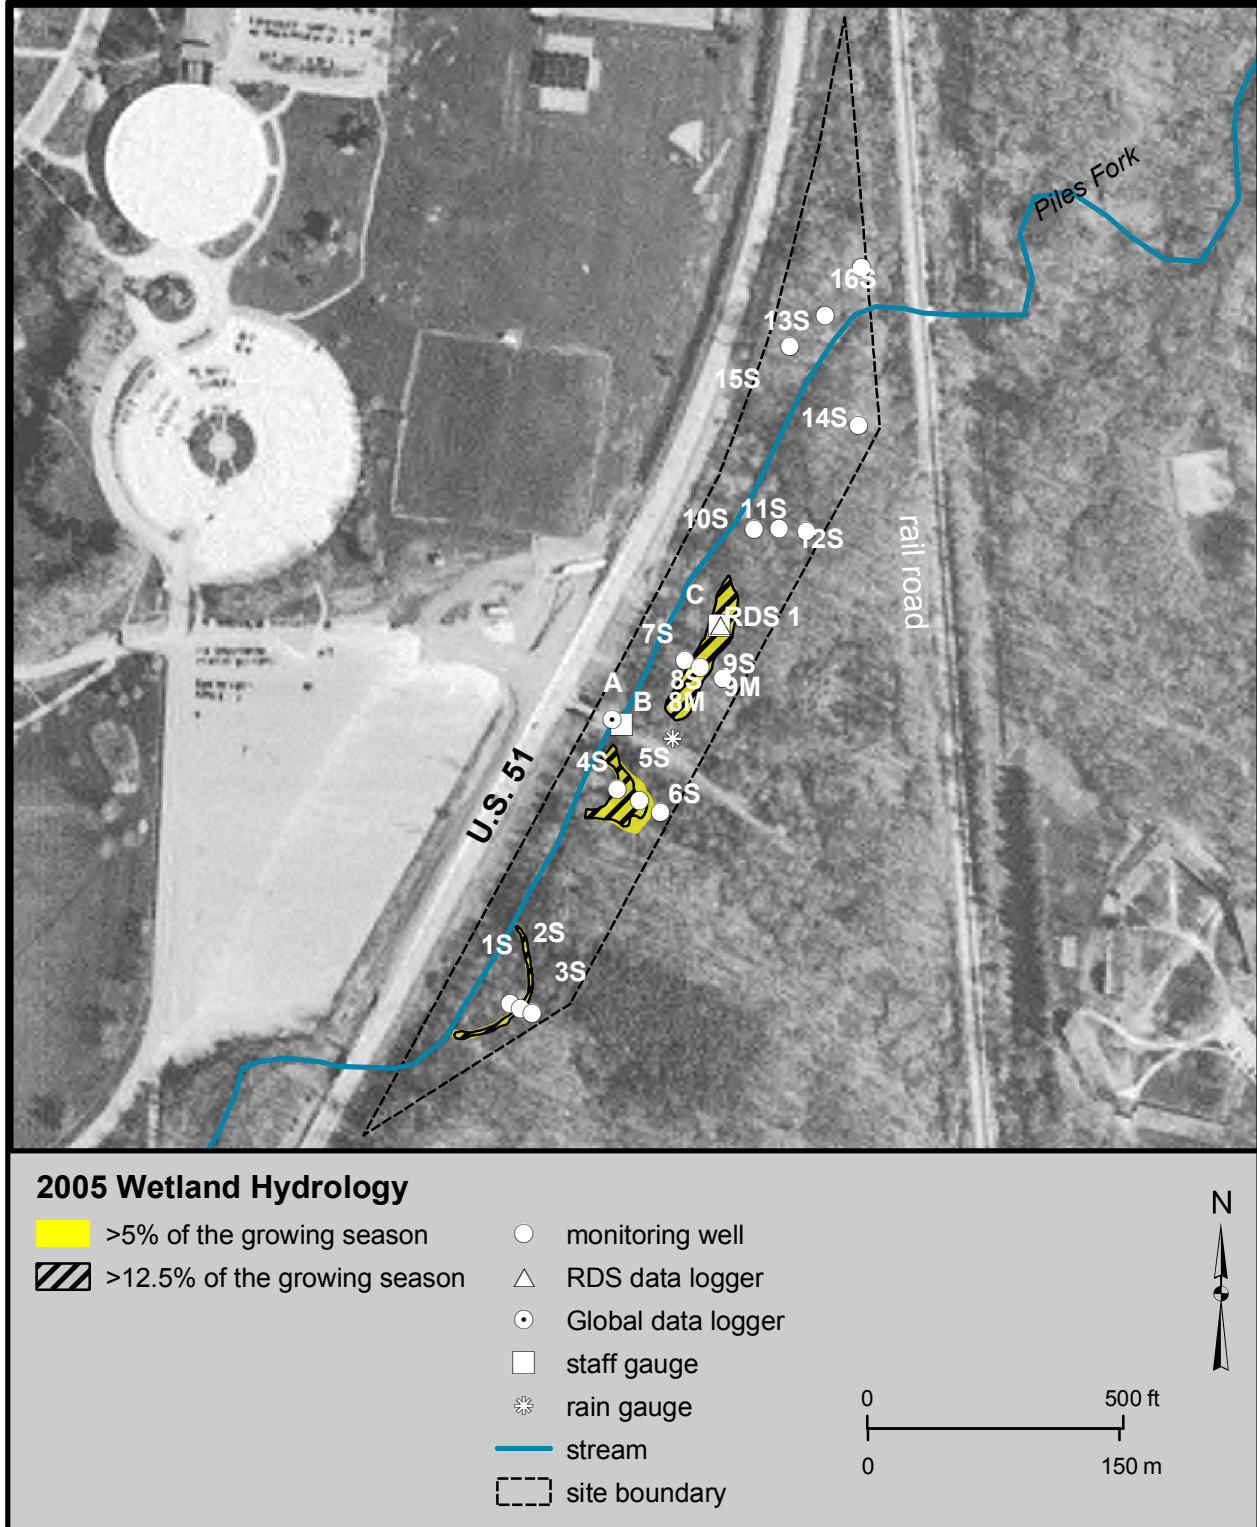 Piles Fork
16S
13S
15S
14S
10S
11S
12S
rail road
C
RDS 1
7S
9S
8S
9M
A
B
8M
5S
4S
6S
U.S. 51
1S
2S
3S
2005 Wetland Hydrology
>5% of the growing season
>12.5% of the growing season
monitoring well
RDS data logger
Global data logger
staff gauge
rain gauge
stream
site boundary
N
0 500 ft
0 150 m